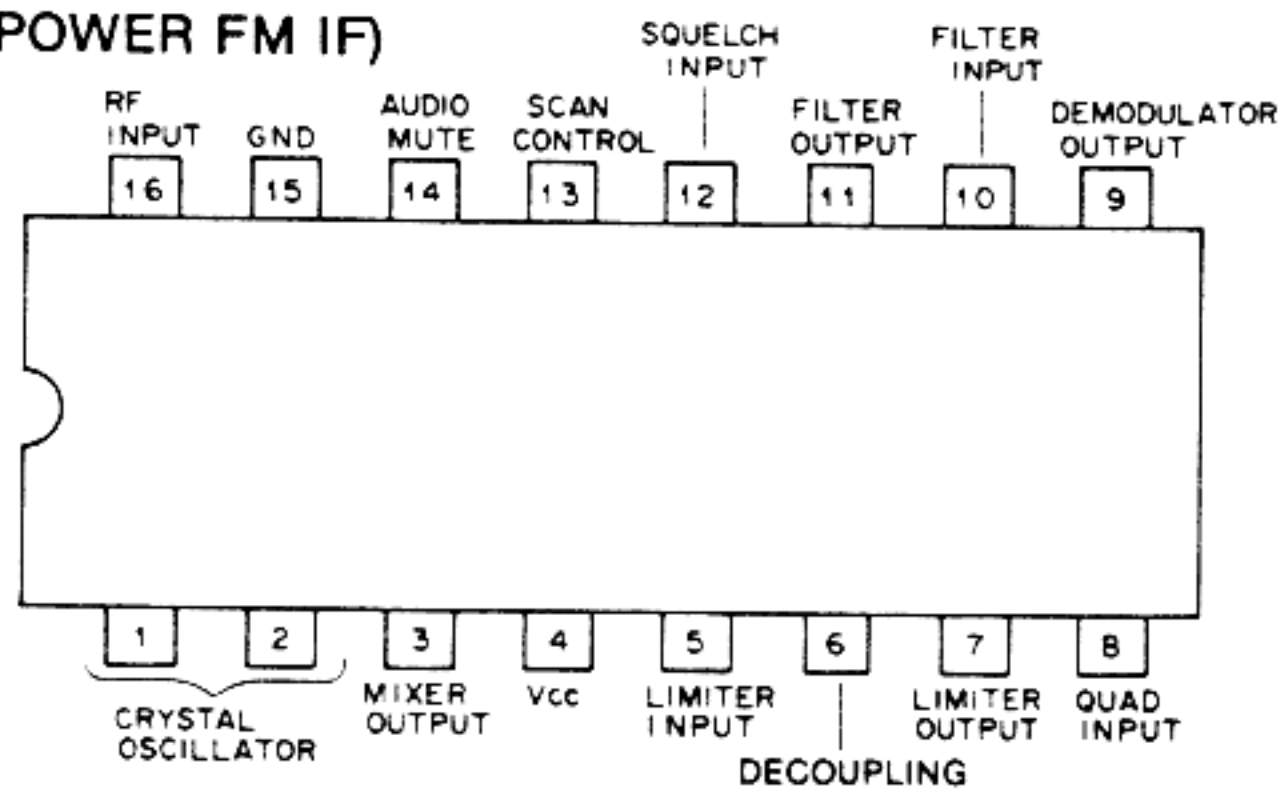 POWER FM IF)
SQUELCH
INPUT
FILTER
INPUT
RF
INPUT
GND
AUDIO
MUTE
SCAN
CONTROL
FILTER
OUTPUT
DEMODULATOR
OUTPUT
16 15 14 13 12 11 10 9
1 2 3 4 5 6 7 8
CRYSTAL
OSCILLATOR
MIXER
OUTPUT
Vcc
LIMITER
INPUT
DECOUPLING
LIMITER
OUTPUT
QUAD
INPUT